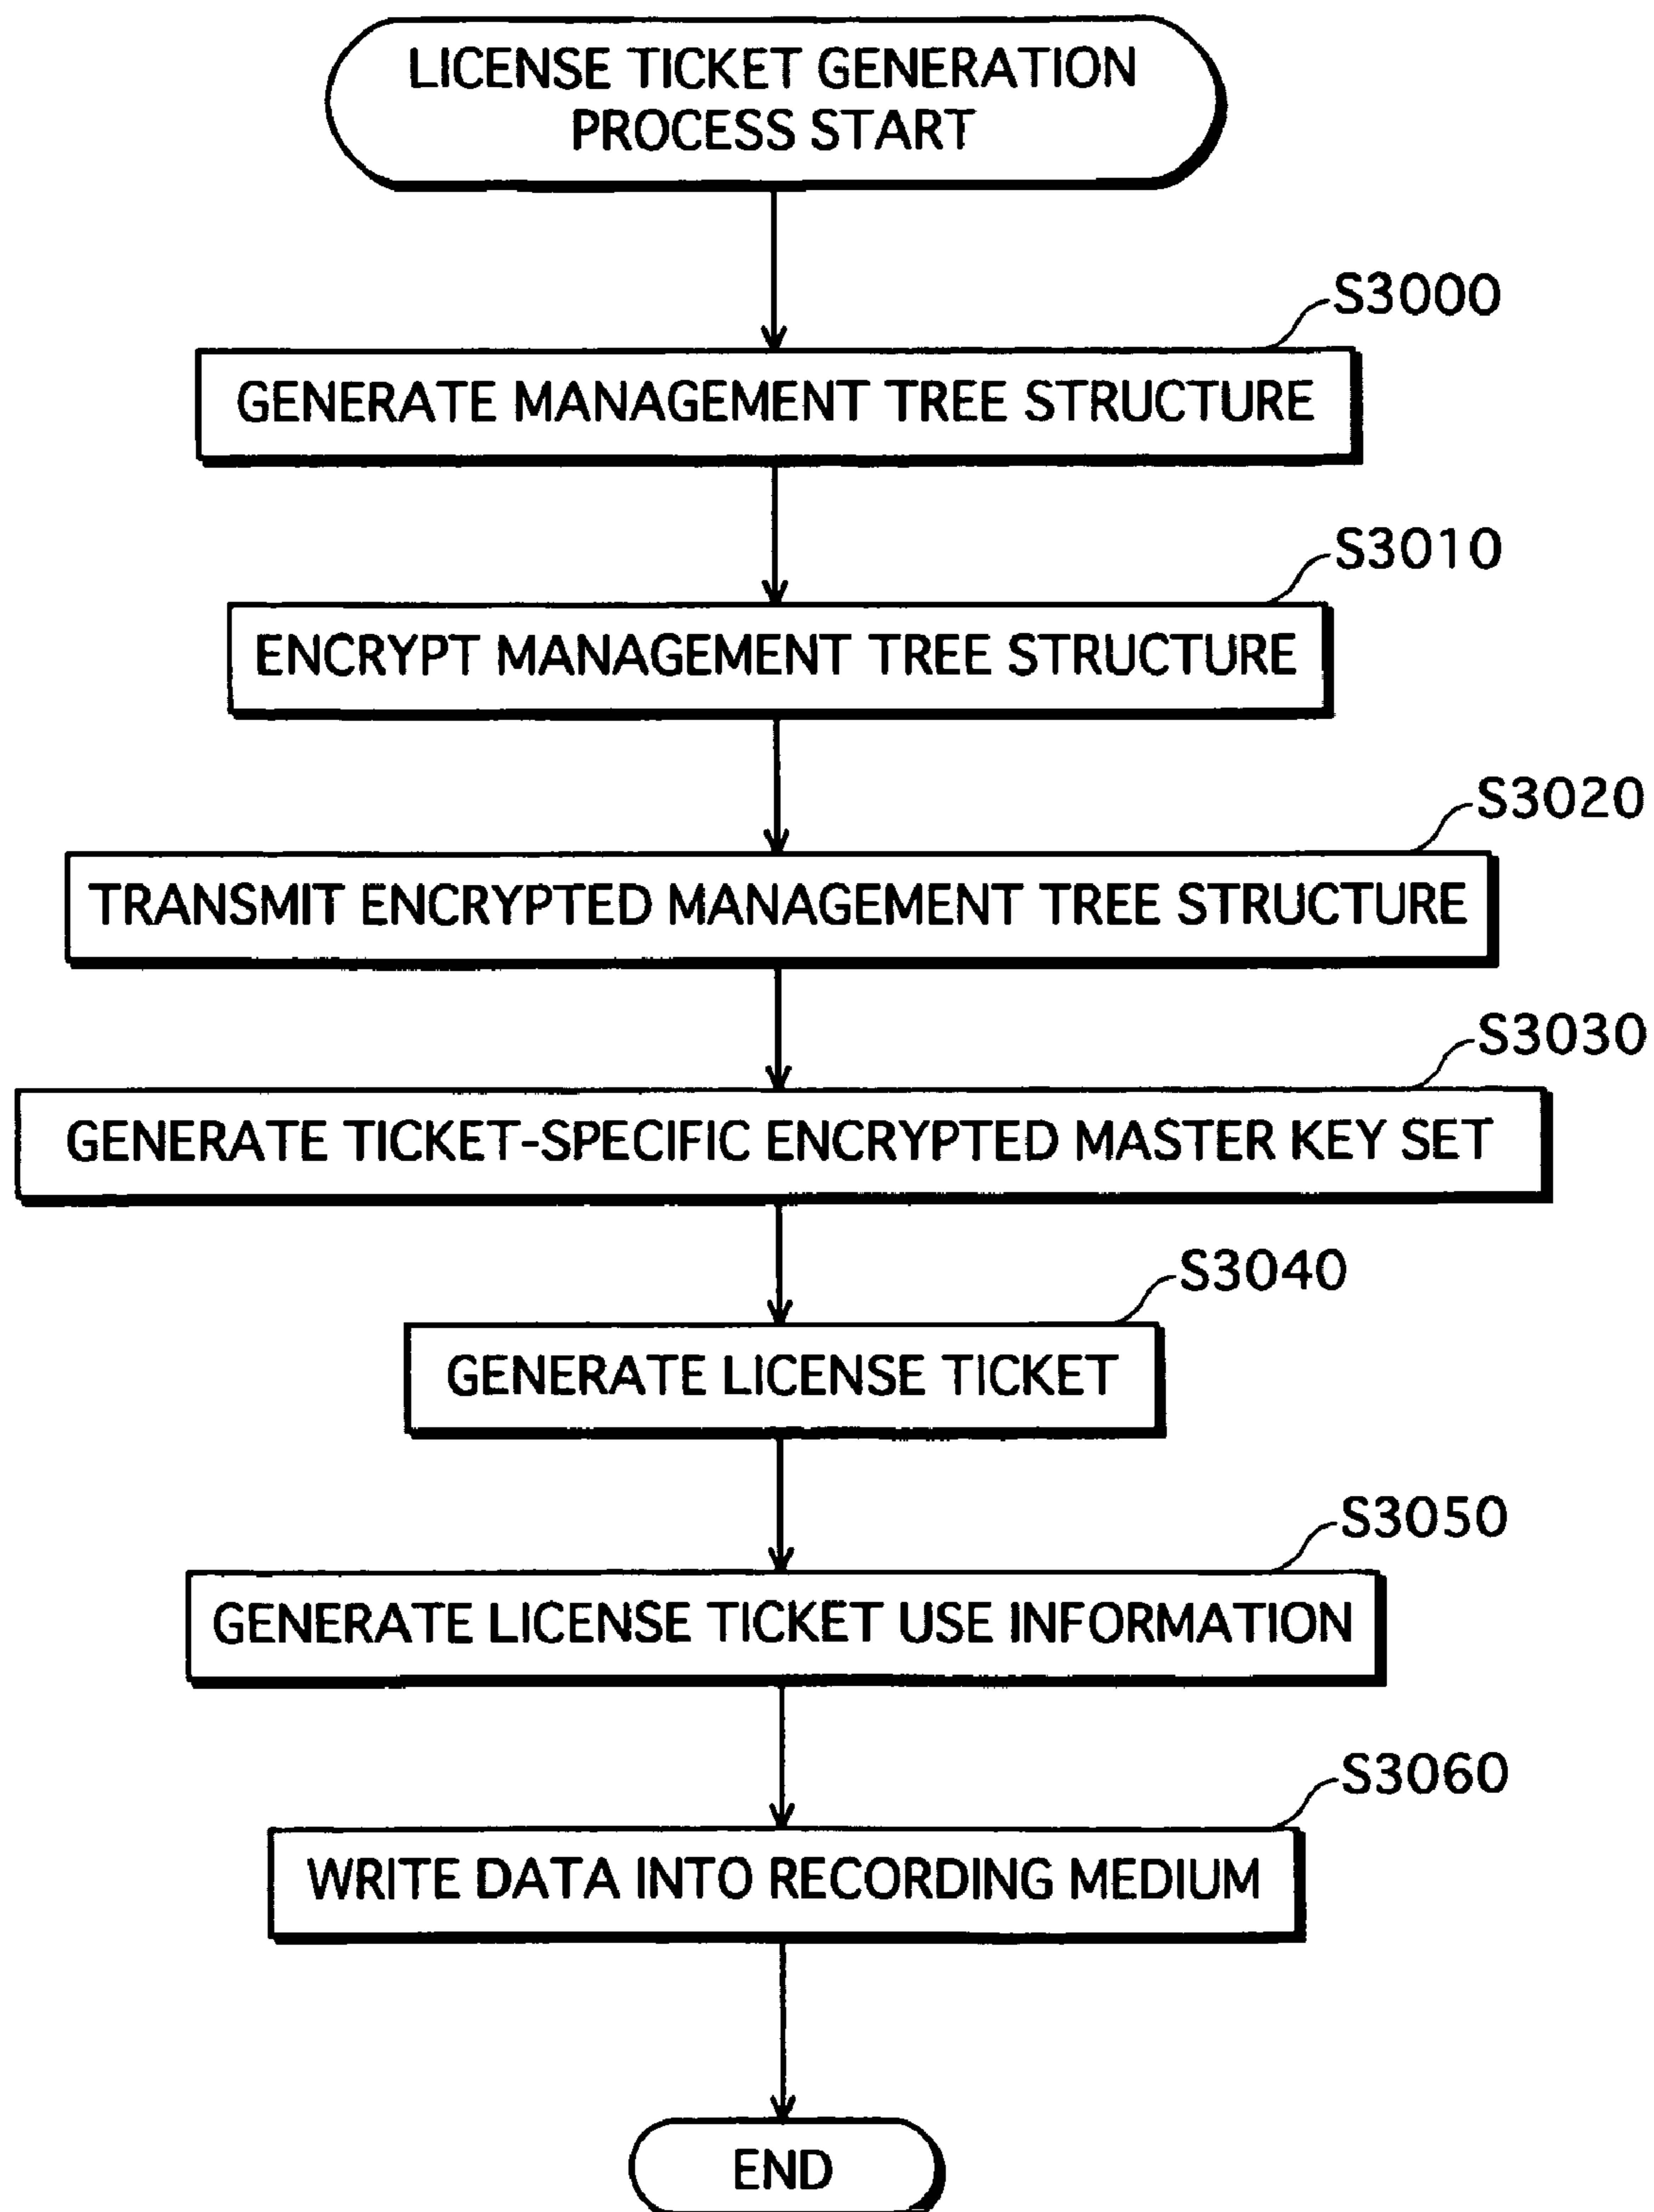 LICENSE TICKET GENERATION
PROCESS START
S3000
GENERATE MANAGEMENT TREE STRUCTURE
S3010
ENCRYPT MANAGEMENT TREE STRUCTURE
S3020
TRANSMIT ENCRYPTED MANAGEMENT TREE STRUCTURE
S3030
GENERATE TICKET-SPECIFIC ENCRYPTED MASTER KEY SET
S3040
GENERATE LICENSE TICKET
S3050
GENERATE LICENSE TICKET USE INFORMATION
S3060
WRITE DATA INTO RECORDING MEDIUM
END